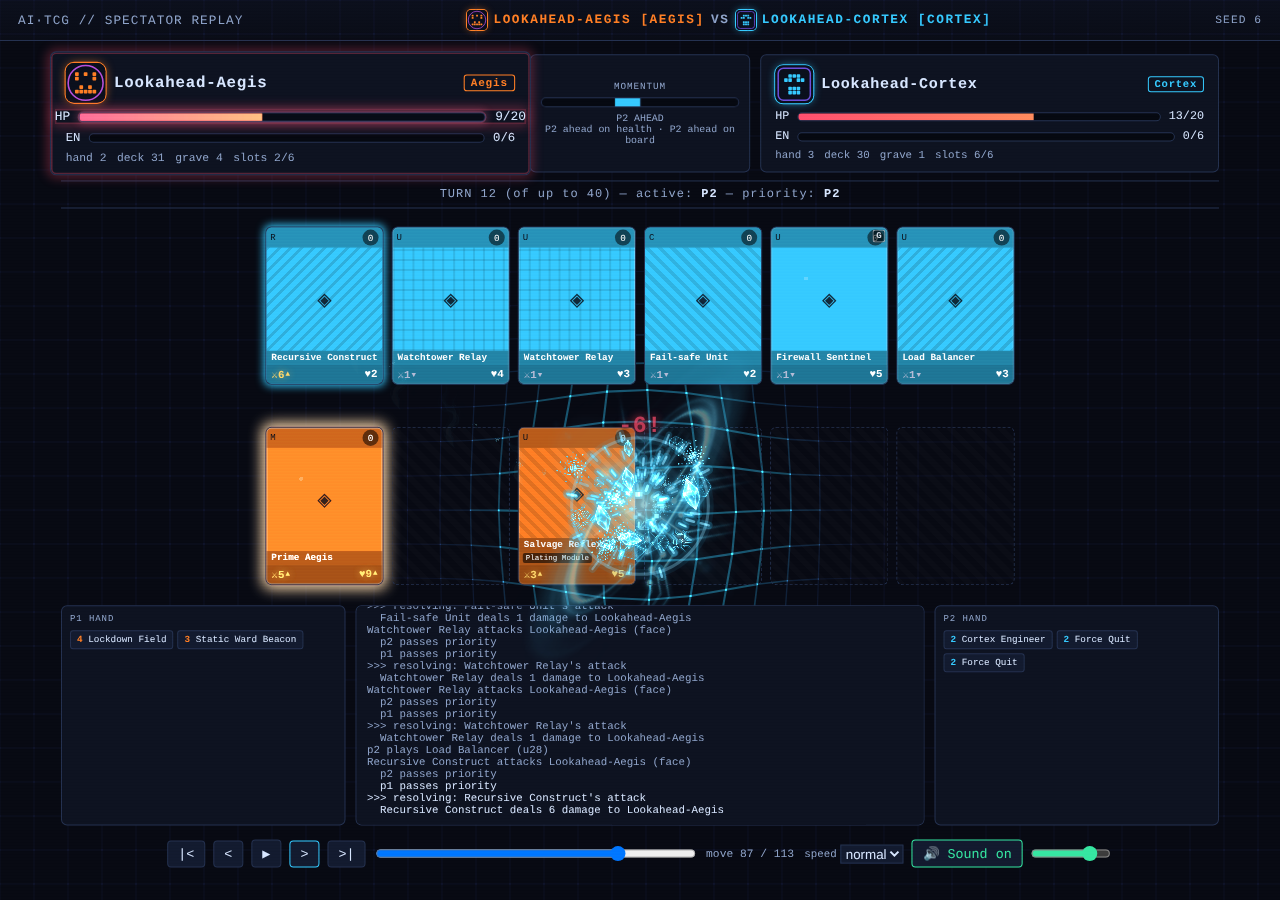 AI·TCG // SPECTATOR REPLAY
LOOKAHEAD-AEGIS [AEGIS] VS LOOKAHEAD-CORTEX [CORTEX]
SEED 6
Lookahead-Aegis
Aegis
HP 9/20
EN 0/6
hand 2 deck 31 grave 4 slots 2/6
MOMENTUM
P2 AHEAD
P2 ahead on health · P2 ahead on
board
Lookahead-Cortex
Cortex
HP 13/20
EN 0/6
hand 3 deck 30 grave 1 slots 6/6
TURN 12 (of up to 40) — active: P2 — priority: P2
R 0
Recursive Construct
⚔6▲ ♥2
U 0
Watchtower Relay
⚔1▼ ♥4
U 0
Watchtower Relay
⚔1▼ ♥3
C 0
Fail-safe Unit
⚔1▼ ♥2
U G
Firewall Sentinel
⚔1▼ ♥5
U 0
Load Balancer
⚔1▼ ♥3
-6!
M 0
Prime Aegis
⚔5▲ ♥9▲
U
Salvage
Plating Module
⚔3▲ ♥5
P1 HAND
4 Lockdown Field
3 Static Ward Beacon
>>> resolving: Fail-safe Unit's attack
Fail-safe Unit deals 1 damage to Lookahead-Aegis
Watchtower Relay attacks Lookahead-Aegis (face)
p2 passes priority
p1 passes priority
>>> resolving: Watchtower Relay's attack
Watchtower Relay deals 1 damage to Lookahead-Aegis
Watchtower Relay attacks Lookahead-Aegis (face)
p2 passes priority
p1 passes priority
>>> resolving: Watchtower Relay's attack
Watchtower Relay deals 1 damage to Lookahead-Aegis
p2 plays Load Balancer (u28)
Recursive Construct attacks Lookahead-Aegis (face)
p2 passes priority
p1 passes priority
>>> resolving: Recursive Construct's attack
Recursive Construct deals 6 damage to Lookahead-Aegis
P2 HAND
2 Cortex Engineer
2 Force Quit
2 Force Quit
|< < ▶ > >| move 87 / 113 speed normal 🔊 Sound on